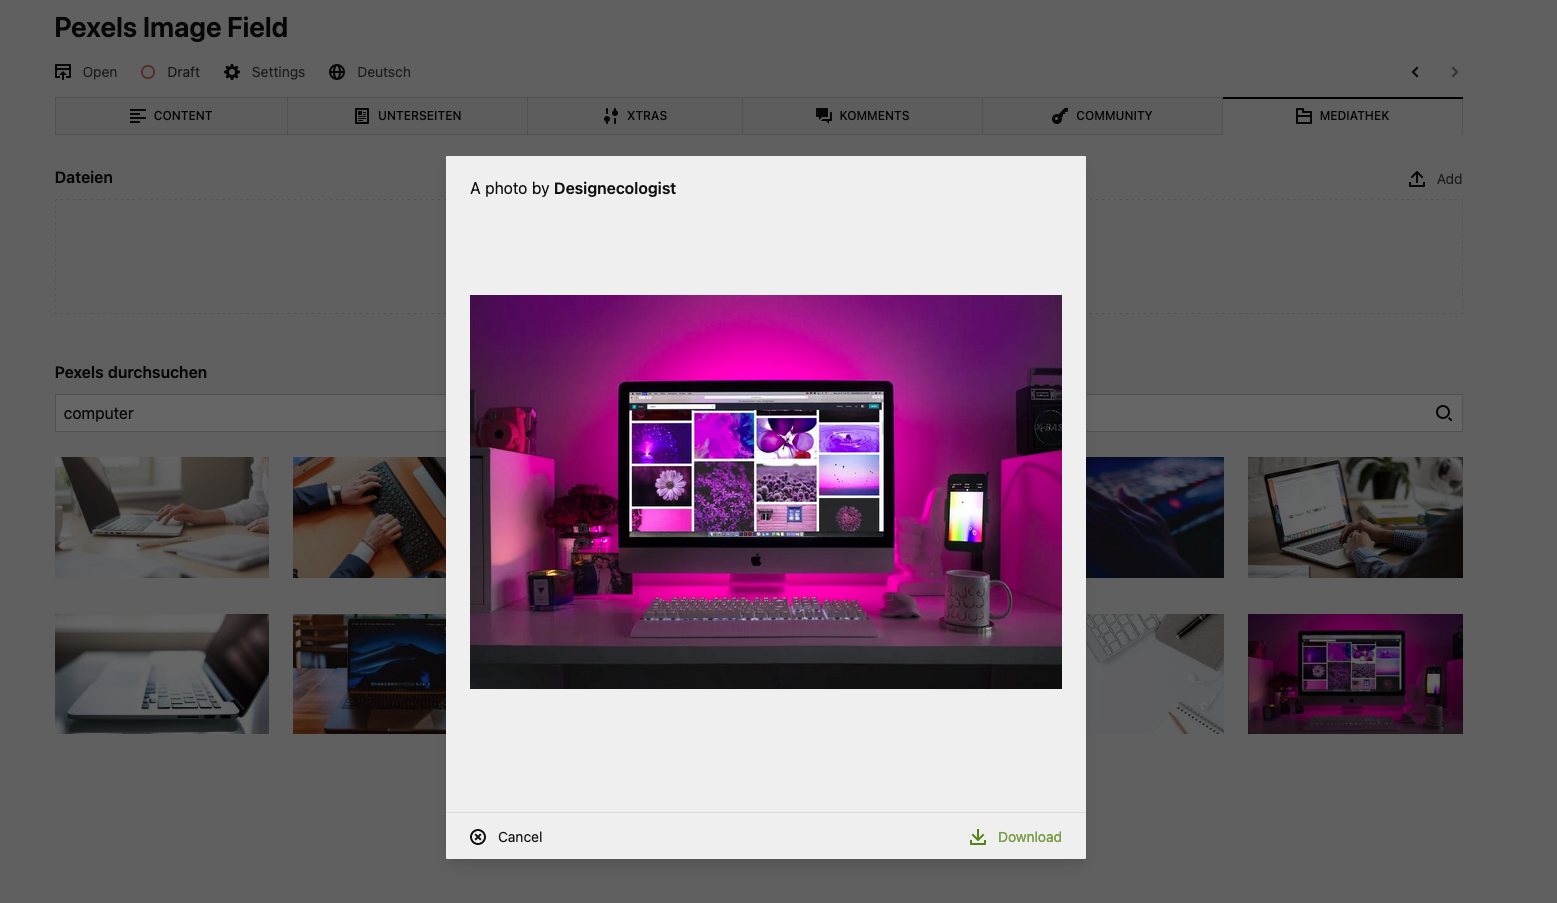 Pexels Image Field
Open Draft Settings Deutsch
CONTENT UNTERSEITEN XTRAS KOMMENTS COMMUNITY MEDIATHEK
Dateien
Add
A photo by Designecologist
Pexels durchsuchen
computer
X-BAS
Cancel
Download